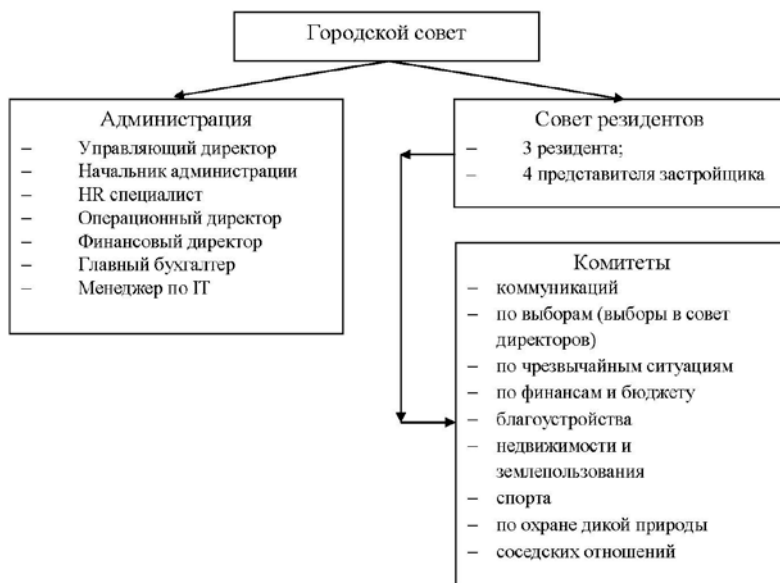 Городской совет
Администрация
– Управляющий директор
– Начальник администрации
– HR специалист
– Операционный директор
– Финансовый директор
– Главный бухгалтер
– Менеджер по IT
Совет резидентов
– 3 резидента;
– 4 представителя застройщика
Комитеты
– коммуникаций
– по выборам (выборы в совет
директоров)
– по чрезвычайным ситуациям
– по финансам и бюджету
– благоустройства
– недвижимости и
землепользования
– спорта
– по охране дикой природы
– соседских отношений